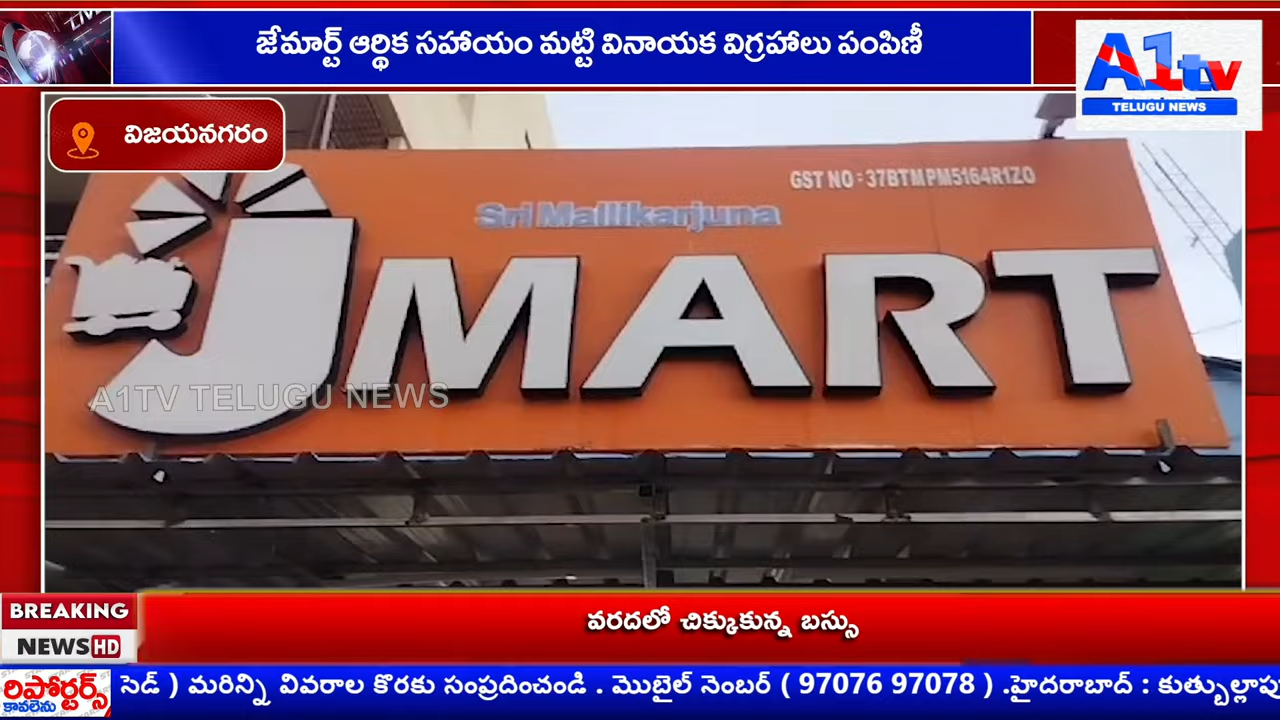 జేమార్ట్ ఆర్థిక సహాయం మట్టి వినాయక విగ్రహాలు పంపిణీ
A1tv
TELUGU NEWS
విజయనగరం
GST NO : 37BTMPM5164R1ZO
Sri Mallikarjuna
JMART
A1TV TELUGU NEWS
BREAKING
NEWS HD
వరదలో చిక్కుకున్న బస్సు
రిపోర్టర్స్
కావలెను
సెడ్ ) మరిన్ని వివరాల కొరకు సంప్రదించండి . మొబైల్ నెంబర్ ( 97076 97078 ) .హైదరాబాద్ : కుత్బుల్లాపు